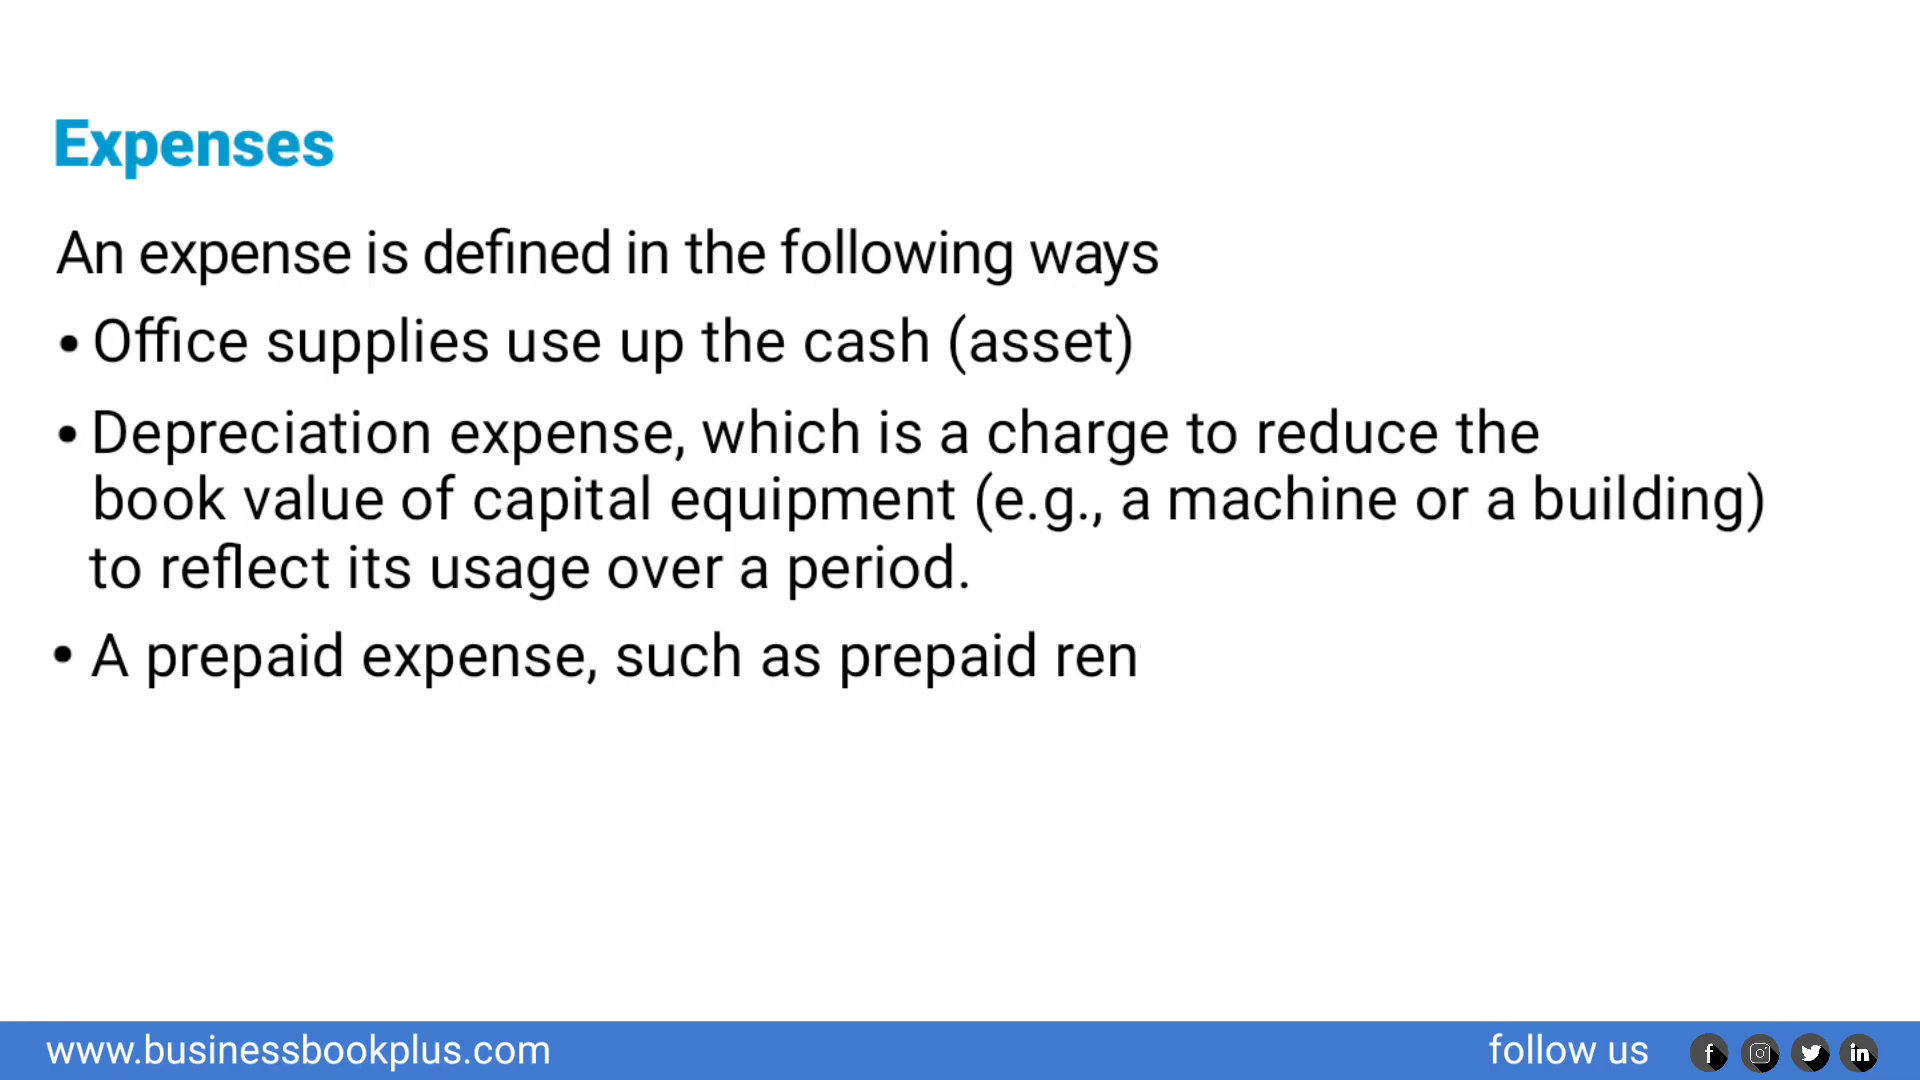 Expenses
An expense is defined in the following ways
• Office supplies use up the cash (asset)
• Depreciation expense, which is a charge to reduce the
book value of capital equipment (e.g., a machine or a building)
to reflect its usage over a period.
• A prepaid expense, such as prepaid ren
www.businessbookplus.com
follow us